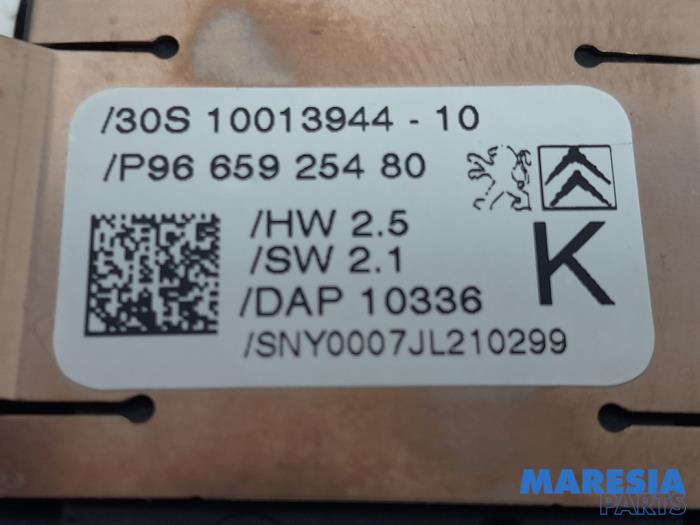 /30S 10013944 - 10
/P96 659 254 80
/HW 2.5
/SW 2.1
K
/DAP 10336
/SNY0007JL210299
MARESIA
PARTS